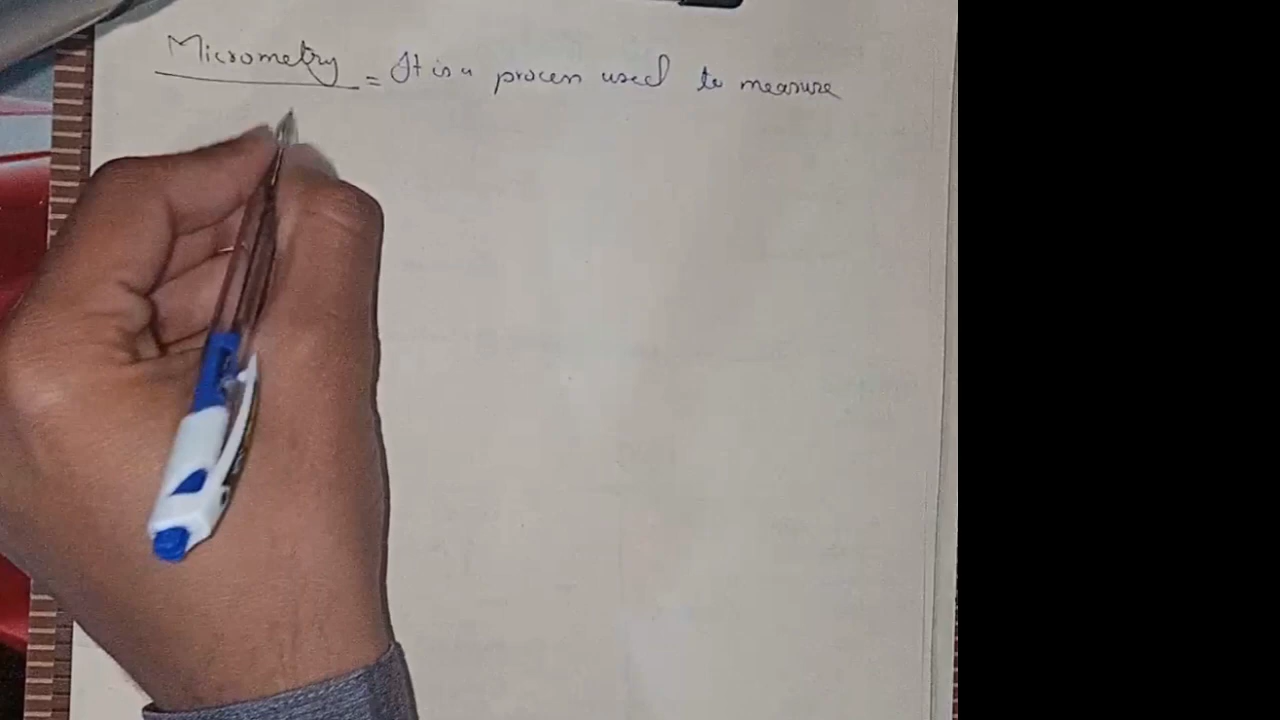 Micrometry = It is a process used to measure